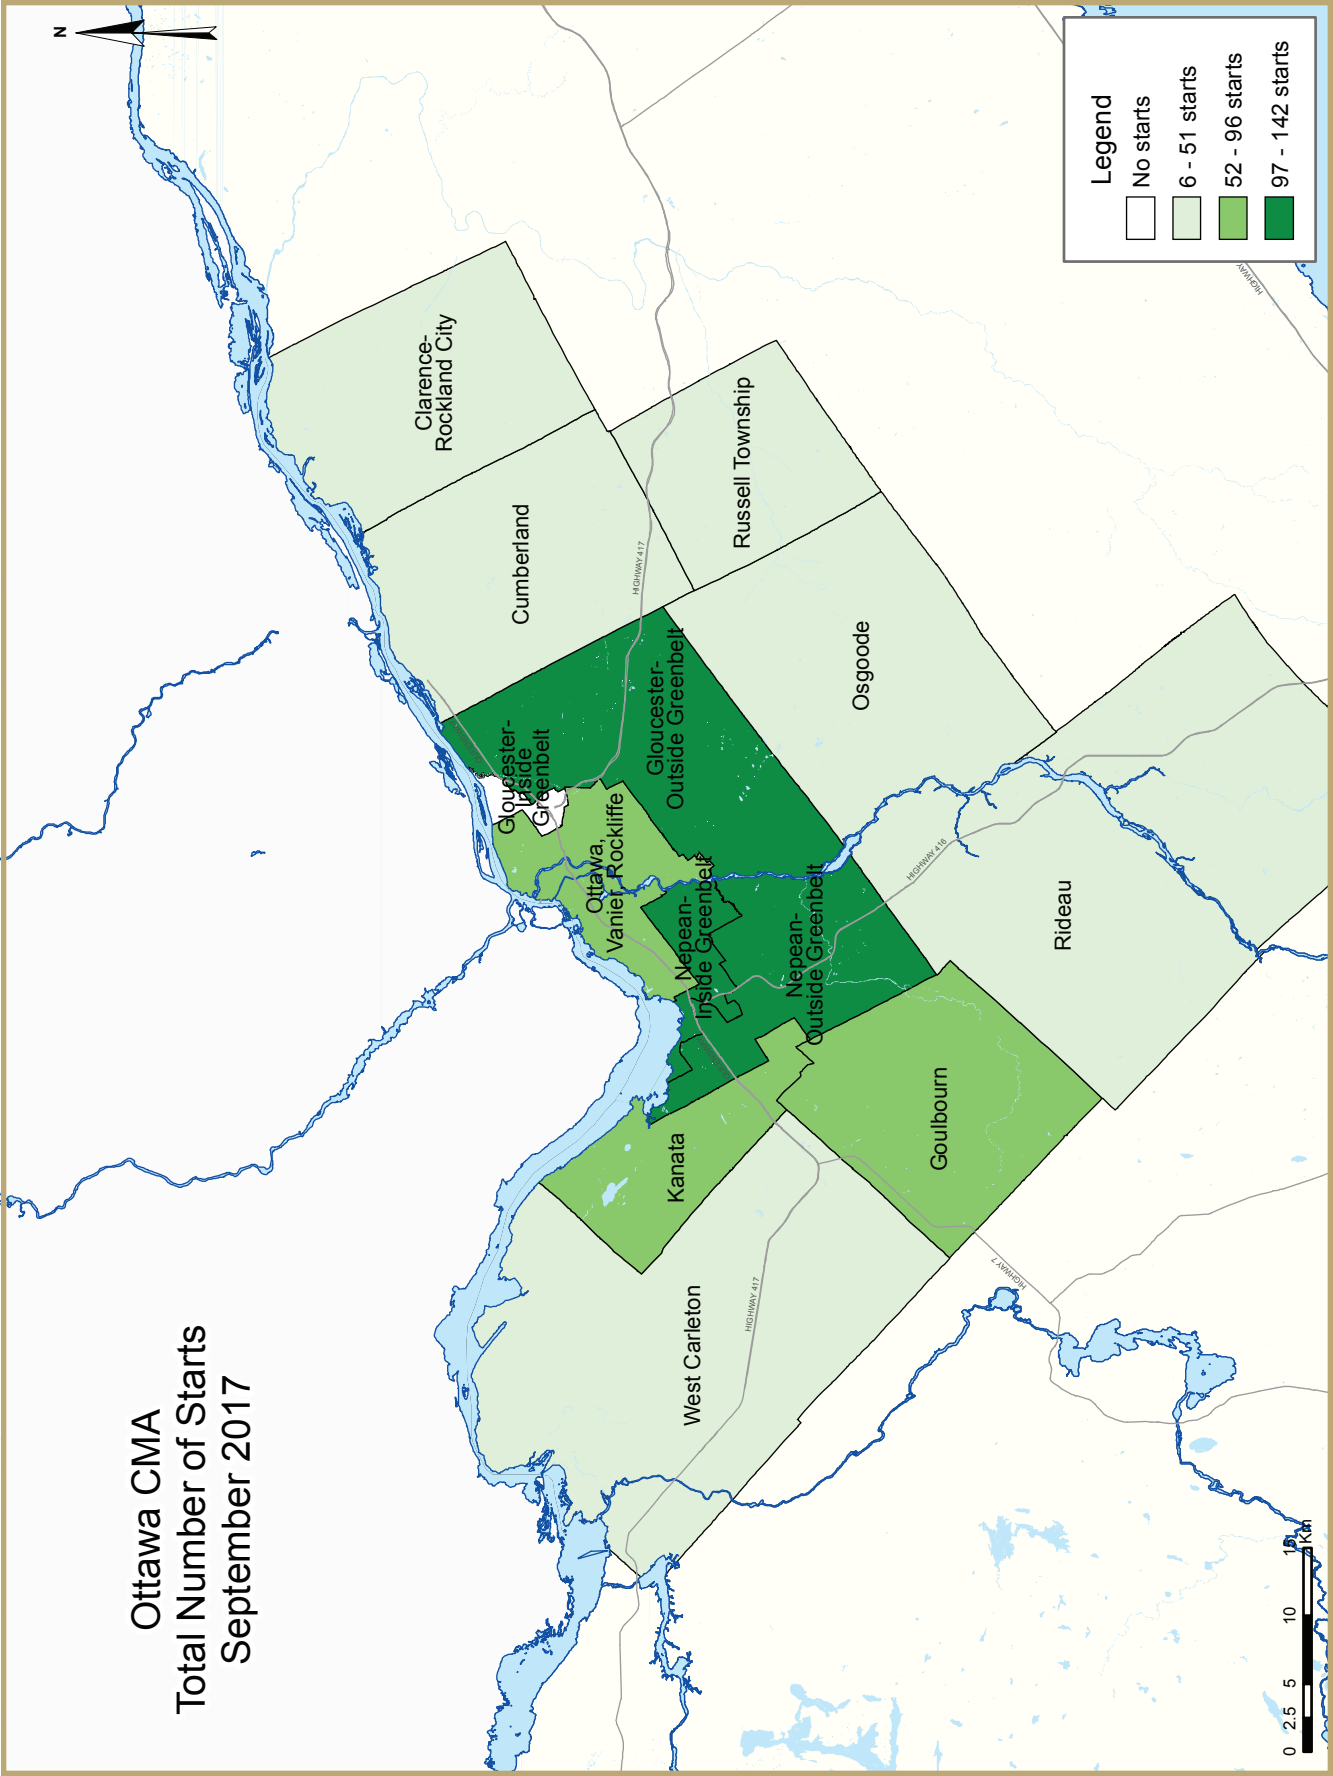 Ottawa CMA
Total Number of Starts
September 2017
N
Clarence-
Rockland City
Cumberland
Russell Township
HIGHWAY 417
Gloucester-
Inside
Greenbelt
Gloucester-
Outside Greenbelt
Osgoode
Ottawa,
Vanier, Rockliffe
Nepean-
Inside Greenbelt
Nepean-
Outside Greenbelt
HIGHWAY 416
Rideau
Kanata
Goulbourn
West Carleton
HIGHWAY 417
HIGHWAY 7
HIGHWAY
Legend
No starts
6 - 51 starts
52 - 96 starts
97 - 142 starts
0 2.5 5 10 15
Km